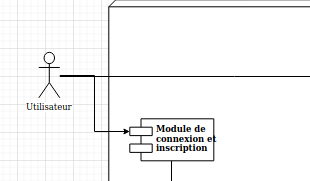 Utilisateur
Module de
connexion et
inscription